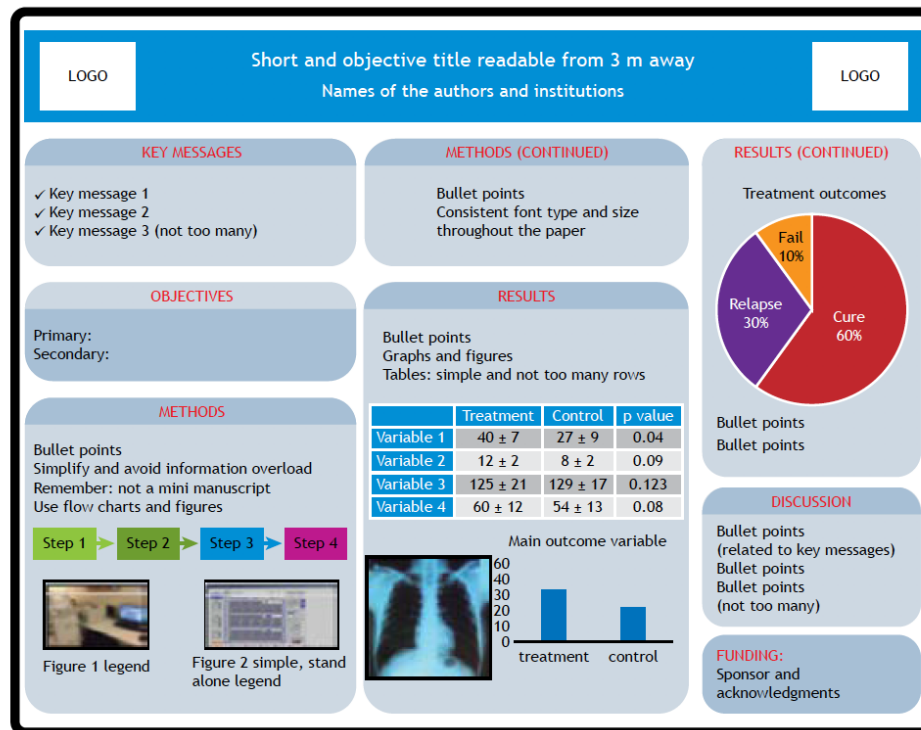 LOGO
Short and objective title readable from 3 m away
Names of the authors and institutions
LOGO
KEY MESSAGES
✓ Key message 1
✓ Key message 2
✓ Key message 3 (not too many)
OBJECTIVES
Primary:
Secondary:
METHODS
Bullet points
Simplify and avoid information overload
Remember: not a mini manuscript
Use flow charts and figures
Step 1 Step 2 Step 3 Step 4
Figure 1 legend
Figure 2 simple, stand
alone legend
METHODS (CONTINUED)
Bullet points
Consistent font type and size
throughout the paper
RESULTS
Bullet points
Graphs and figures
Tables: simple and not too many rows
Treatment Control p value
Variable 1 40 ± 7 27 ± 9 0.04
Variable 2 12 ± 2 8 ± 2 0.09
Variable 3 125 ± 21 129 ± 17 0.123
Variable 4 60 ± 12 54 ± 13 0.08
Main outcome variable
60
40
30
20
10
0
treatment control
RESULTS (CONTINUED)
Treatment outcomes
Fail
10%
Relapse
30%
Cure
60%
Bullet points
Bullet points
DISCUSSION
Bullet points
(related to key messages)
Bullet points
Bullet points
(not too many)
FUNDING:
Sponsor and
acknowledgments